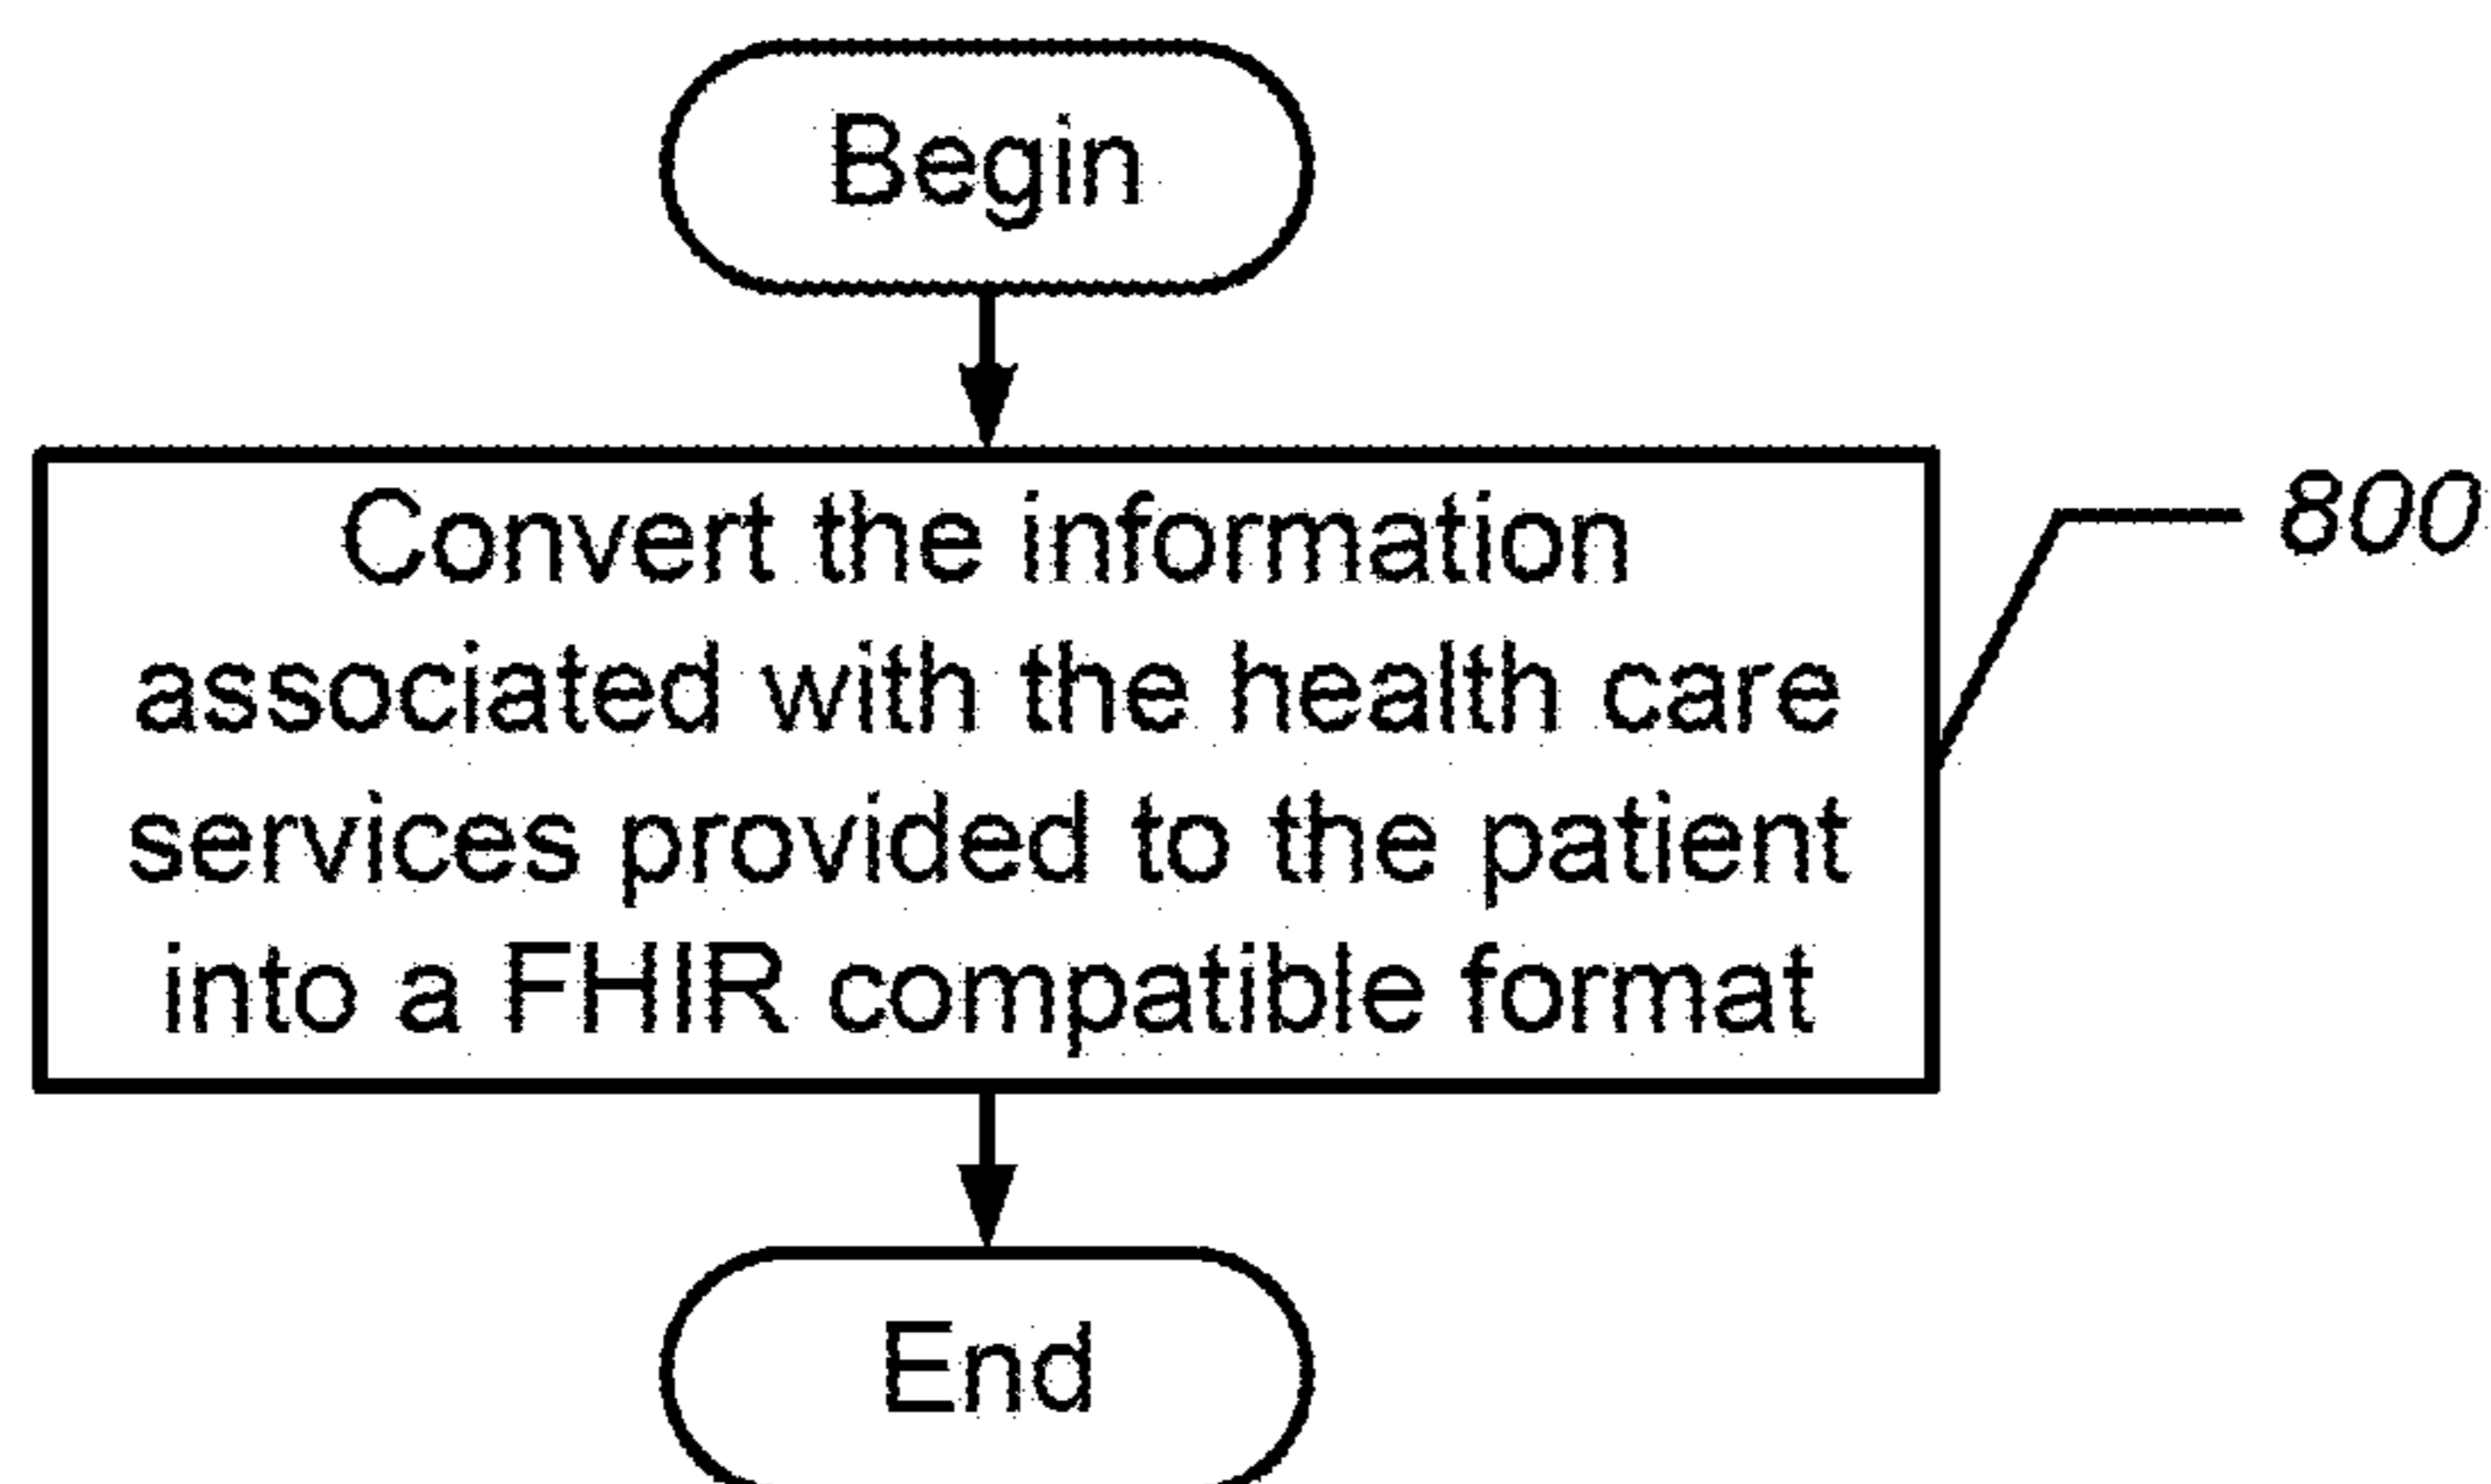 Begin
Convert the information
800
associated with the health care
services provided to the patient
into a FHIR compatible format
End